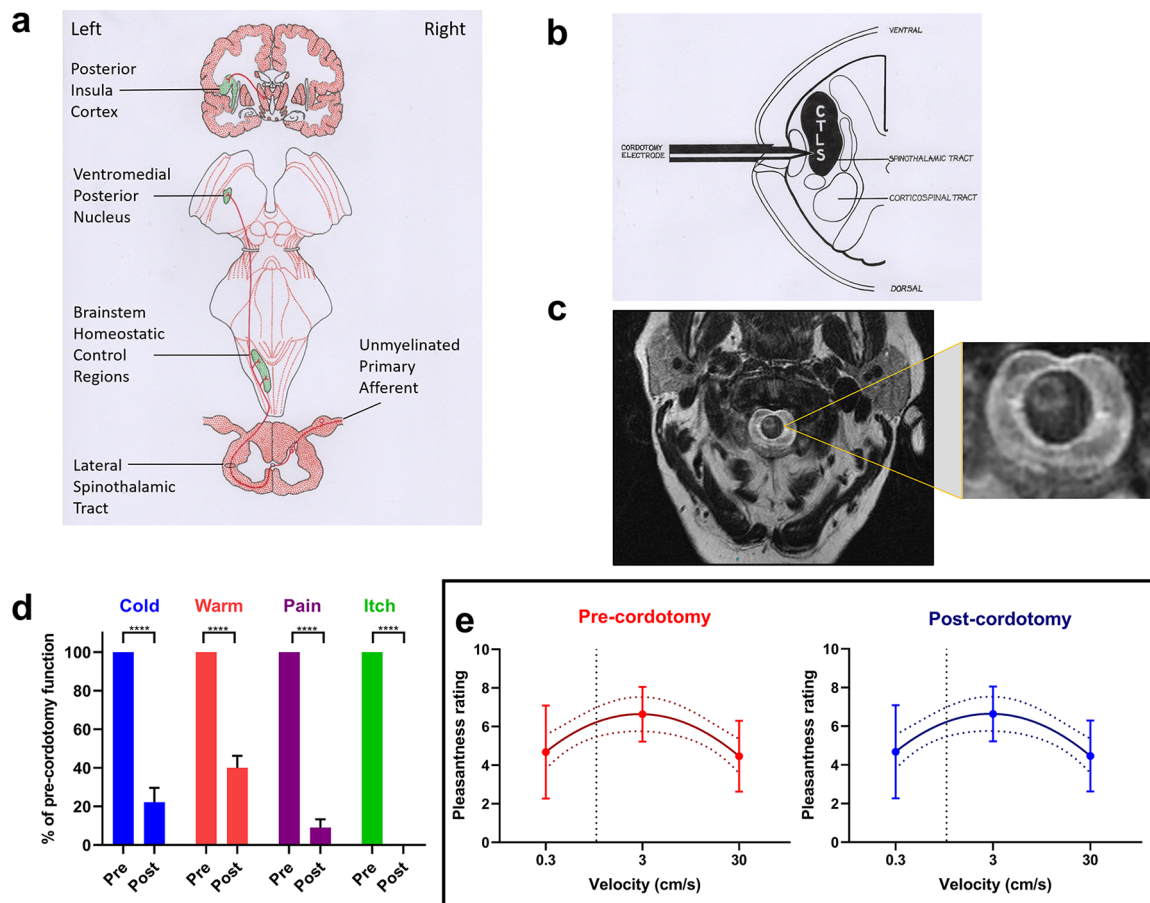 a
Left
Right
Posterior
Insula
Cortex
Ventromedial
Posterior
Nucleus
Brainstem
Homeostatic
Control
Regions
Unmyelinated
Primary
Afferent
Lateral
Spinothalamic
Tract
b
VENTRAL
CORDOTOMY
ELECTRODE
C
T
L
S
SPINOTHALAMIC TRACT
CORTICOSPINAL TRACT
DORSAL
c
d
Cold Warm Pain Itch
**** **** **** ****
% of pre-cordotomy function
100
80
60
40
20
0
Pre Post Pre Post Pre Post Pre Post
e
Pre-cordotomy
Pleasantness rating
10
8
6
4
2
0
0.3 3 30
Velocity (cm/s)
Post-cordotomy
Pleasantness rating
10
8
6
4
2
0
0.3 3 30
Velocity (cm/s)